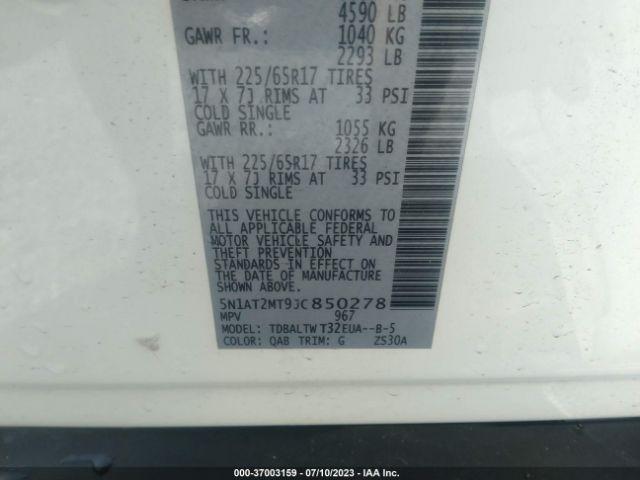 4590 LB
GAWR FR.: 1040 KG
2293 LB
WITH 225/65R17 TIRES
17 X 7J RIMS AT 33 PSI
COLD SINGLE
GAWR RR.: 1055 KG
2326 LB
WITH 225/65R17 TIRES
17 X 7J RIMS AT 33 PSI
COLD SINGLE
THIS VEHICLE CONFORMS TO
ALL APPLICABLE FEDERAL
MOTOR VEHICLE SAFETY AND
THEFT PREVENTION
STANDARDS IN EFFECT ON
THE DATE OF MANUFACTURE
SHOWN ABOVE.
5N1AT2MT9JC850278
MPV 967
MODEL: TDBALTWT32EUA--B-5
COLOR: QAB TRIM: G ZS30A
000-37003159 - 07/10/2023 - IAA Inc.